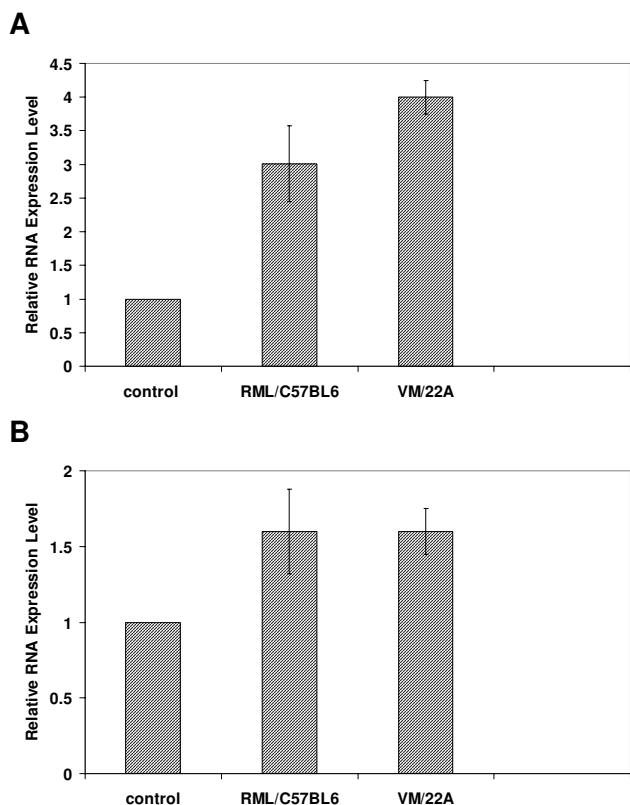 A
Relative RNA Expression Level
4.5
4
3.5
3
2.5
2
1.5
1
0.5
0
control RML/C57BL6 VM/22A
B
Relative RNA Expression Level
2
1.5
1
0.5
0
control RML/C57BL6 VM/22A